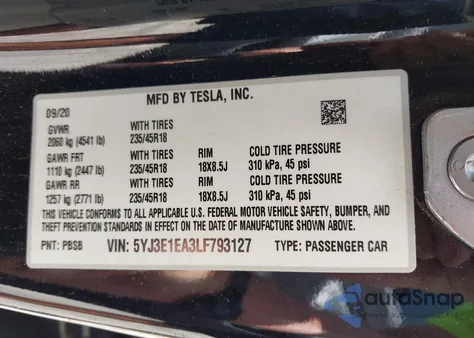 MFD BY TESLA, INC.
09/20
GVWR WITH TIRES
2060 kg (4541 lb) 235/45R18
GAWR FRT WITH TIRES RIM COLD TIRE PRESSURE
1110 kg (2447 lb) 235/45R18 18X8.5J 310 kPa, 45 psi
GAWR RR WITH TIRES RIM COLD TIRE PRESSURE
1257 kg (2771 lb) 235/45R18 18X8.5J 310 kPa, 45 psi
THIS VEHICLE CONFORMS TO ALL APPLICABLE U.S. FEDERAL MOTOR VEHICLE SAFETY, BUMPER, AND
THEFT PREVENTION STANDARDS IN EFFECT ON THE DATE OF MANUFACTURE SHOWN ABOVE.
PNT: PBSB VIN: 5YJ3E1EA3LF793127 TYPE: PASSENGER CAR
autoSnap